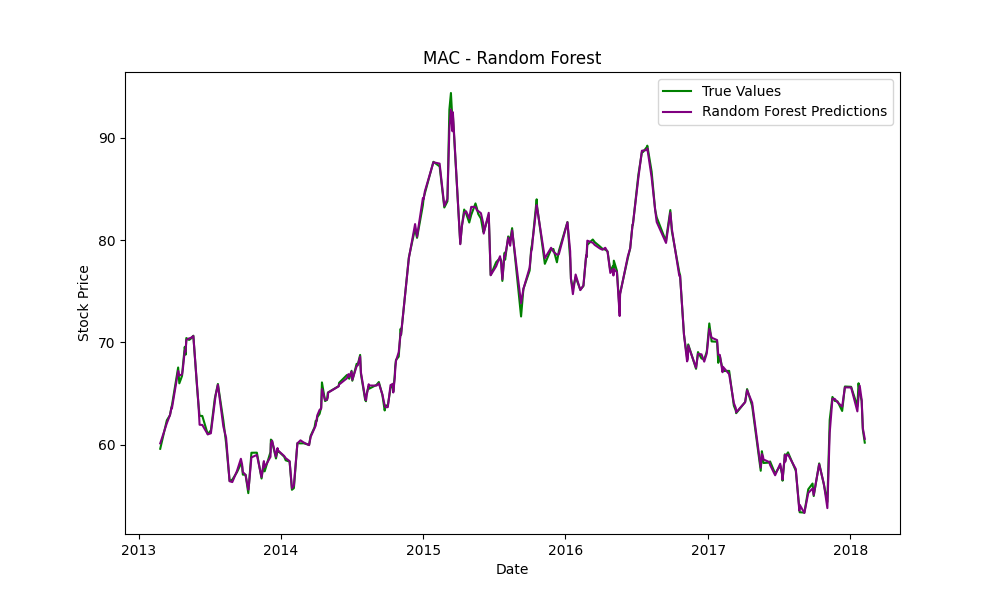 MAC - Random Forest
True Values
Random Forest Predictions
90
80
70
60
Stock Price
2013
2014
2015
2016
2017
2018
Date